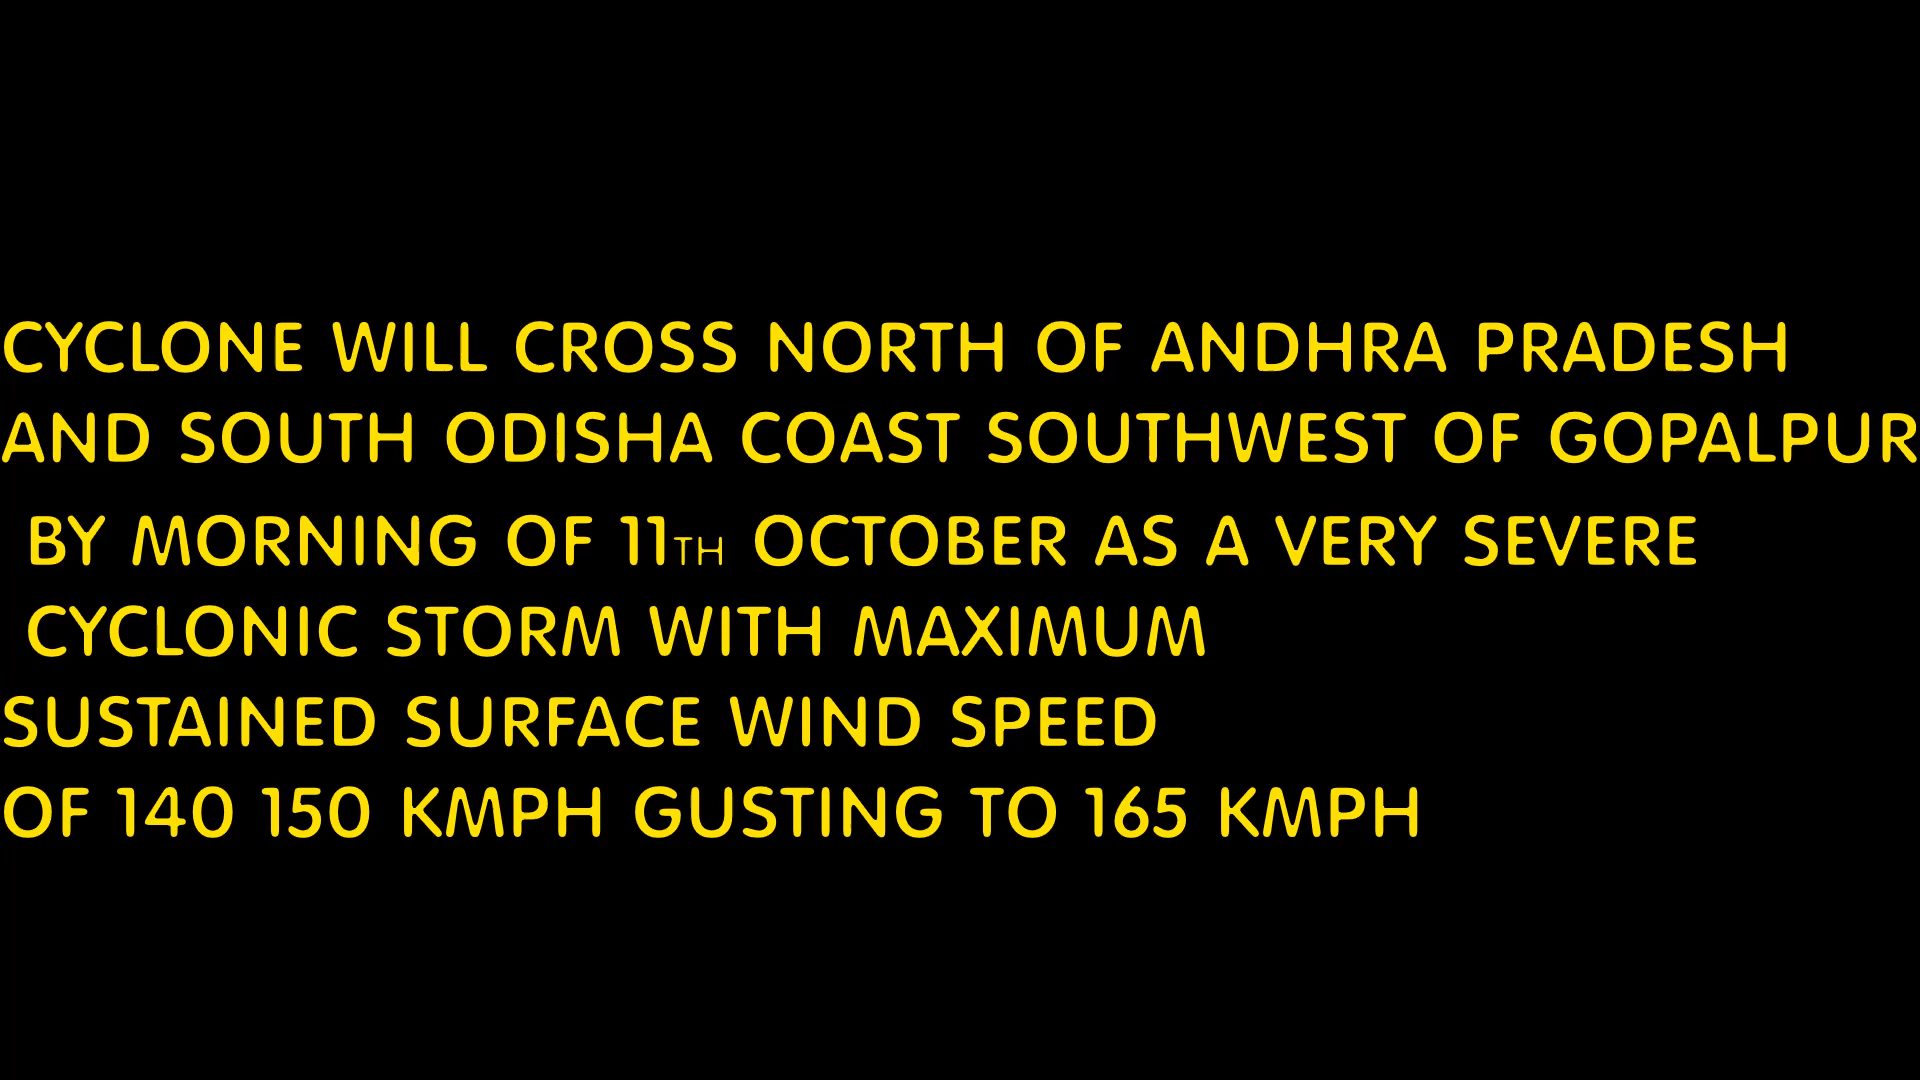 CYCLONE WILL CROSS NORTH OF ANDHRA PRADESH
AND SOUTH ODISHA COAST SOUTHWEST OF GOPALPUR
BY MORNING OF 11TH OCTOBER AS A VERY SEVERE
CYCLONIC STORM WITH MAXIMUM
SUSTAINED SURFACE WIND SPEED
OF 140 150 KMPH GUSTING TO 165 KMPH